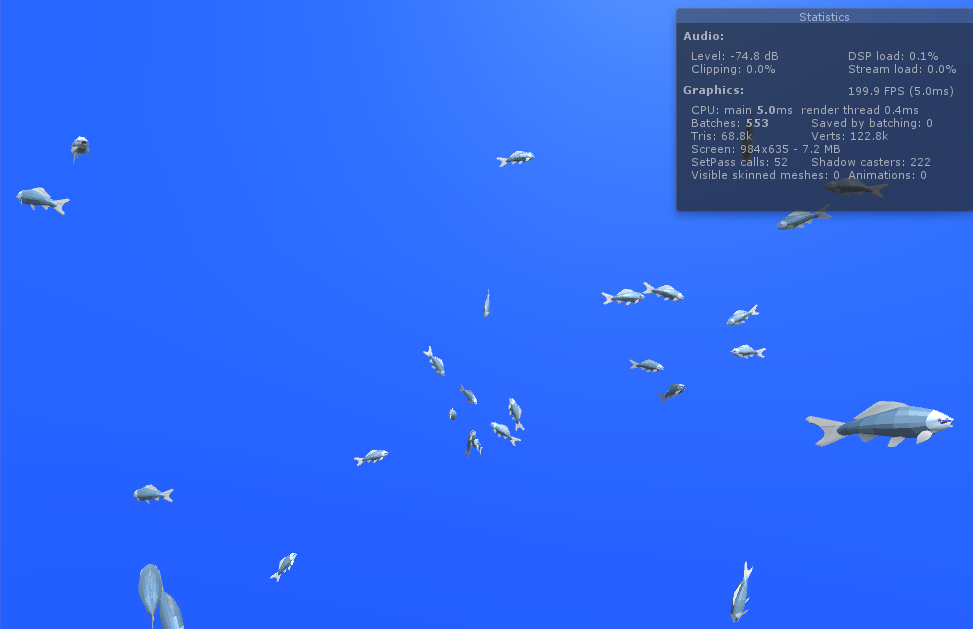 Statistics
Audio:
Level: -74.8 dB DSP load: 0.1%
Clipping: 0.0% Stream load: 0.0%
Graphics: 199.9 FPS (5.0ms)
CPU: main 5.0ms render thread 0.4ms
Batches: 553 Saved by batching: 0
Tris: 68.8k Verts: 122.8k
Screen: 984x635 - 7.2 MB
SetPass calls: 52 Shadow casters: 222
Visible skinned meshes: 0 Animations: 0